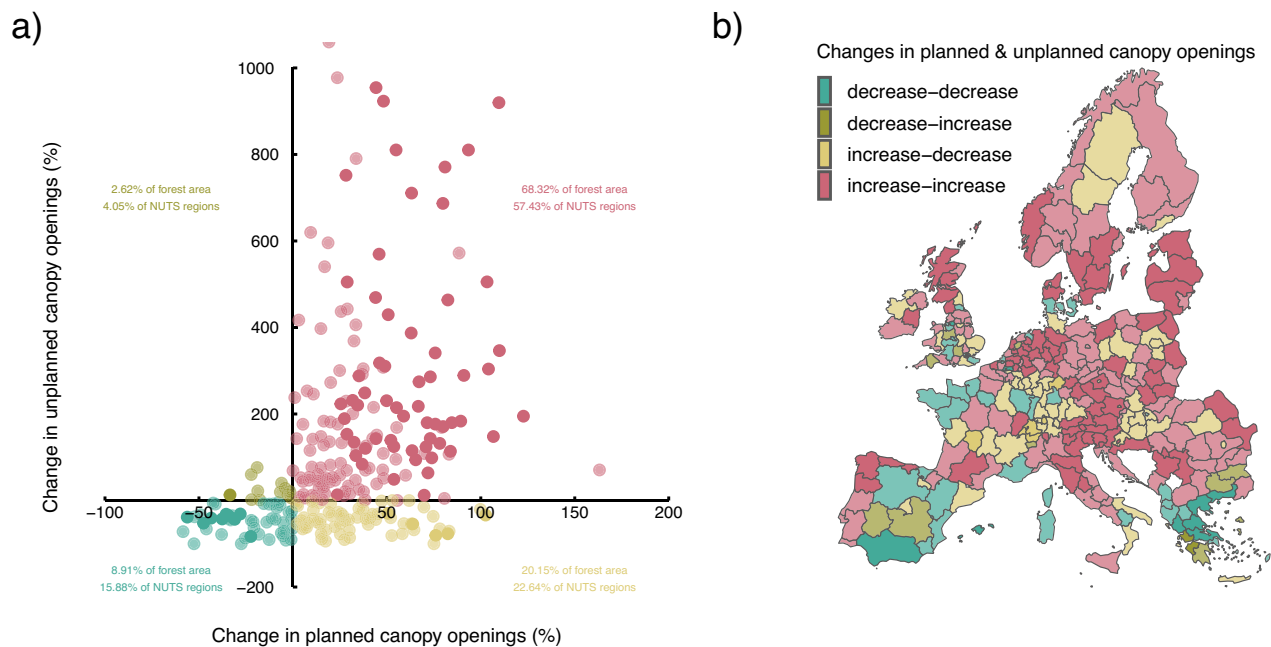 a)
Change in unplanned canopy openings (%)
1000
800
600
400
200
−200
−100
−50
50
100
150
200
2.62% of forest area
4.05% of NUTS regions
68.32% of forest area
57.43% of NUTS regions
8.91% of forest area
15.88% of NUTS regions
20.15% of forest area
22.64% of NUTS regions
Change in planned canopy openings (%)
b)
Changes in planned & unplanned canopy openings
decrease−decrease
decrease−increase
increase−decrease
increase−increase